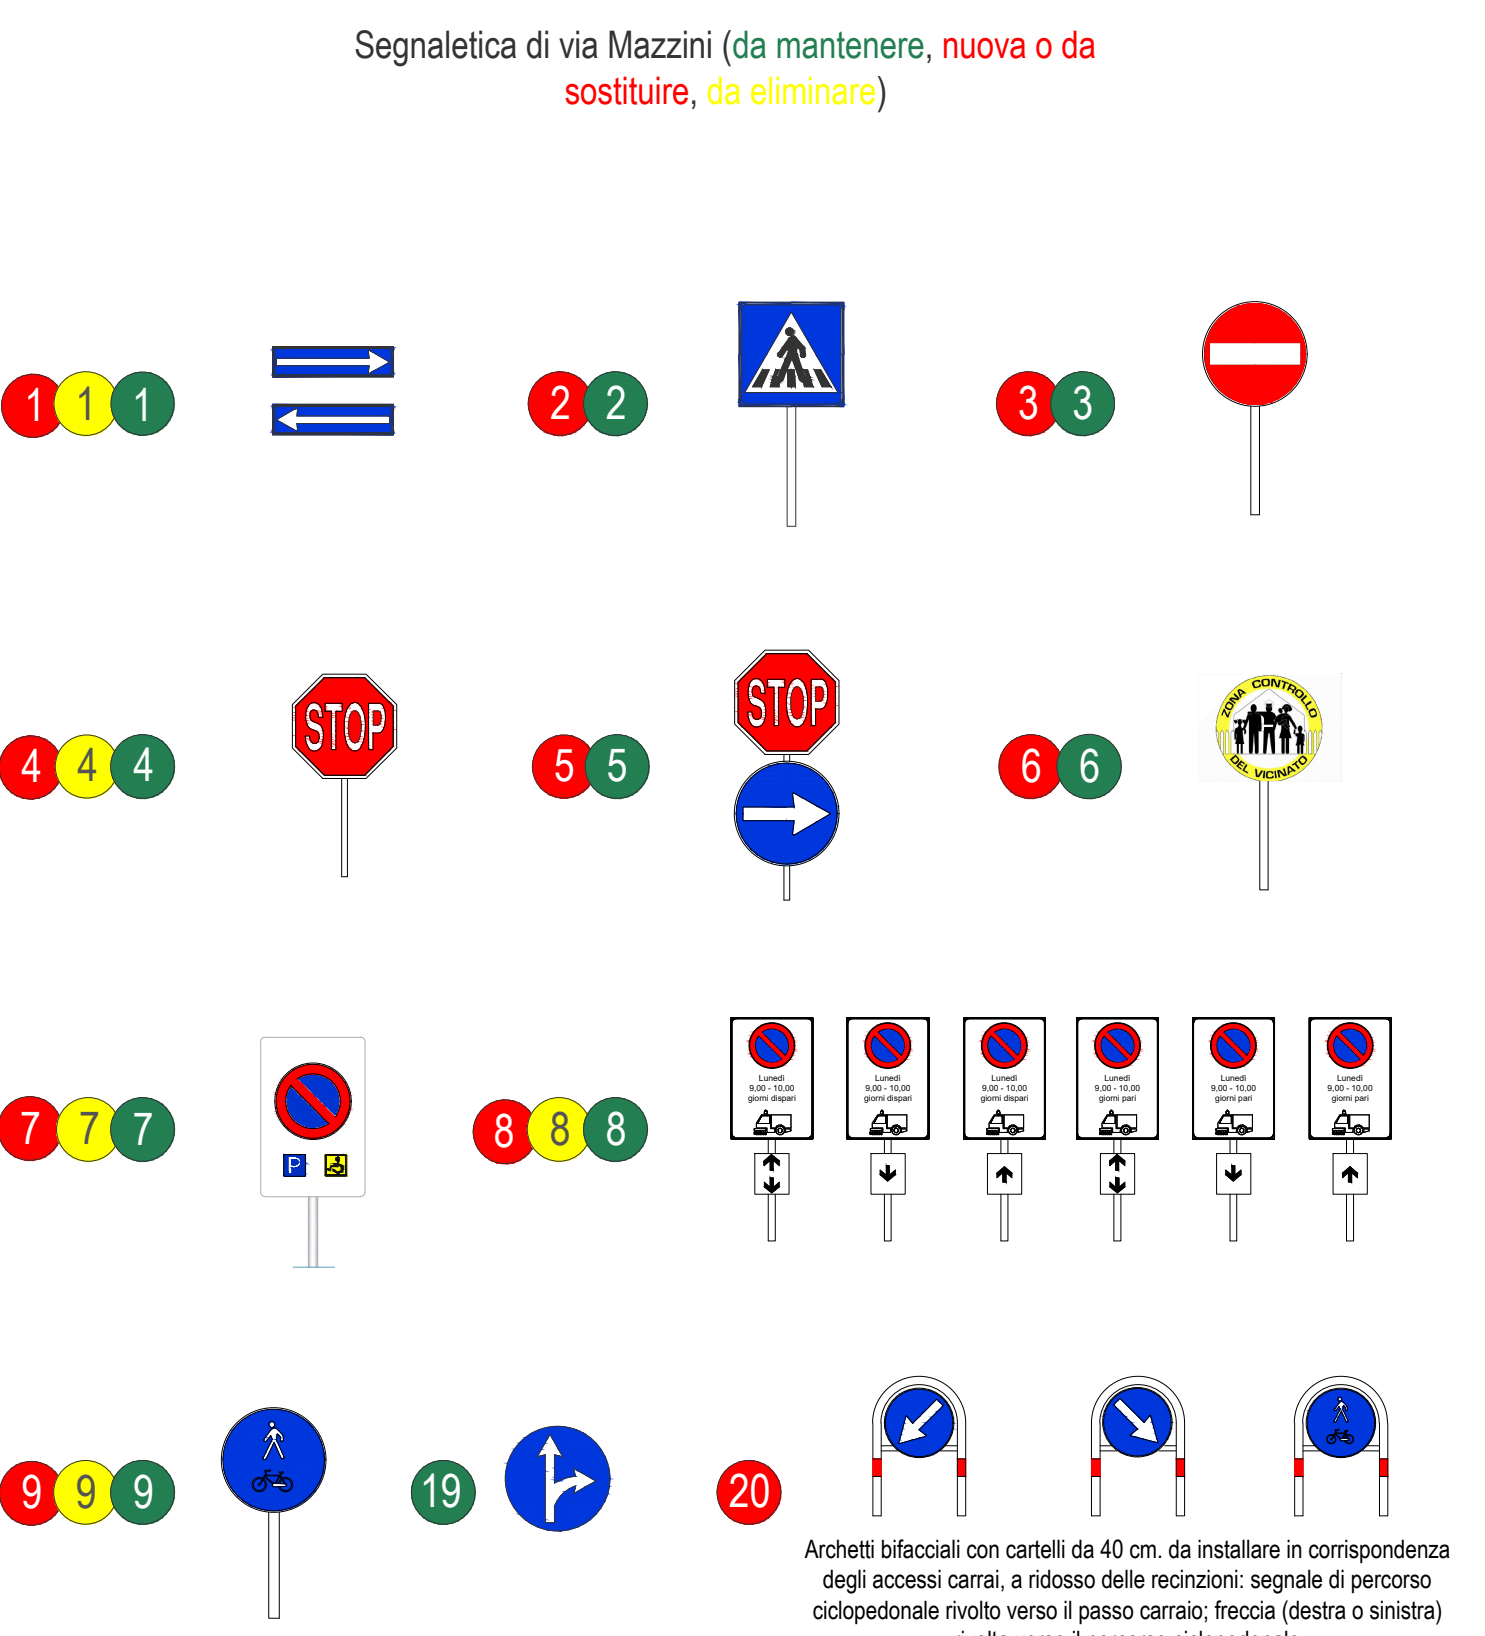 Segnaletica di via Mazzini (da mantenere, nuova o da
sostituire, da eliminare)
1 1 1
2 2
3 3
4 4 4
STOP
5 5
STOP
6 6
ZONA CONTROLLO
DEL VICINATO
7 7 7
P
8 8 8
Lunedì
9,00 - 10,00
giorni dispari
Lunedì
9,00 - 10,00
giorni dispari
Lunedì
9,00 - 10,00
giorni dispari
Lunedì
9,00 - 10,00
giorni pari
Lunedì
9,00 - 10,00
giorni pari
Lunedì
9,00 - 10,00
giorni pari
9 9 9
19
20
Archetti bifacciali con cartelli da 40 cm. da installare in corrispondenza
degli accessi carrai, a ridosso delle recinzioni: segnale di percorso
ciclopedonale rivolto verso il passo carraio; freccia (destra o sinistra)
rivolta verso il percorso ciclopedonale